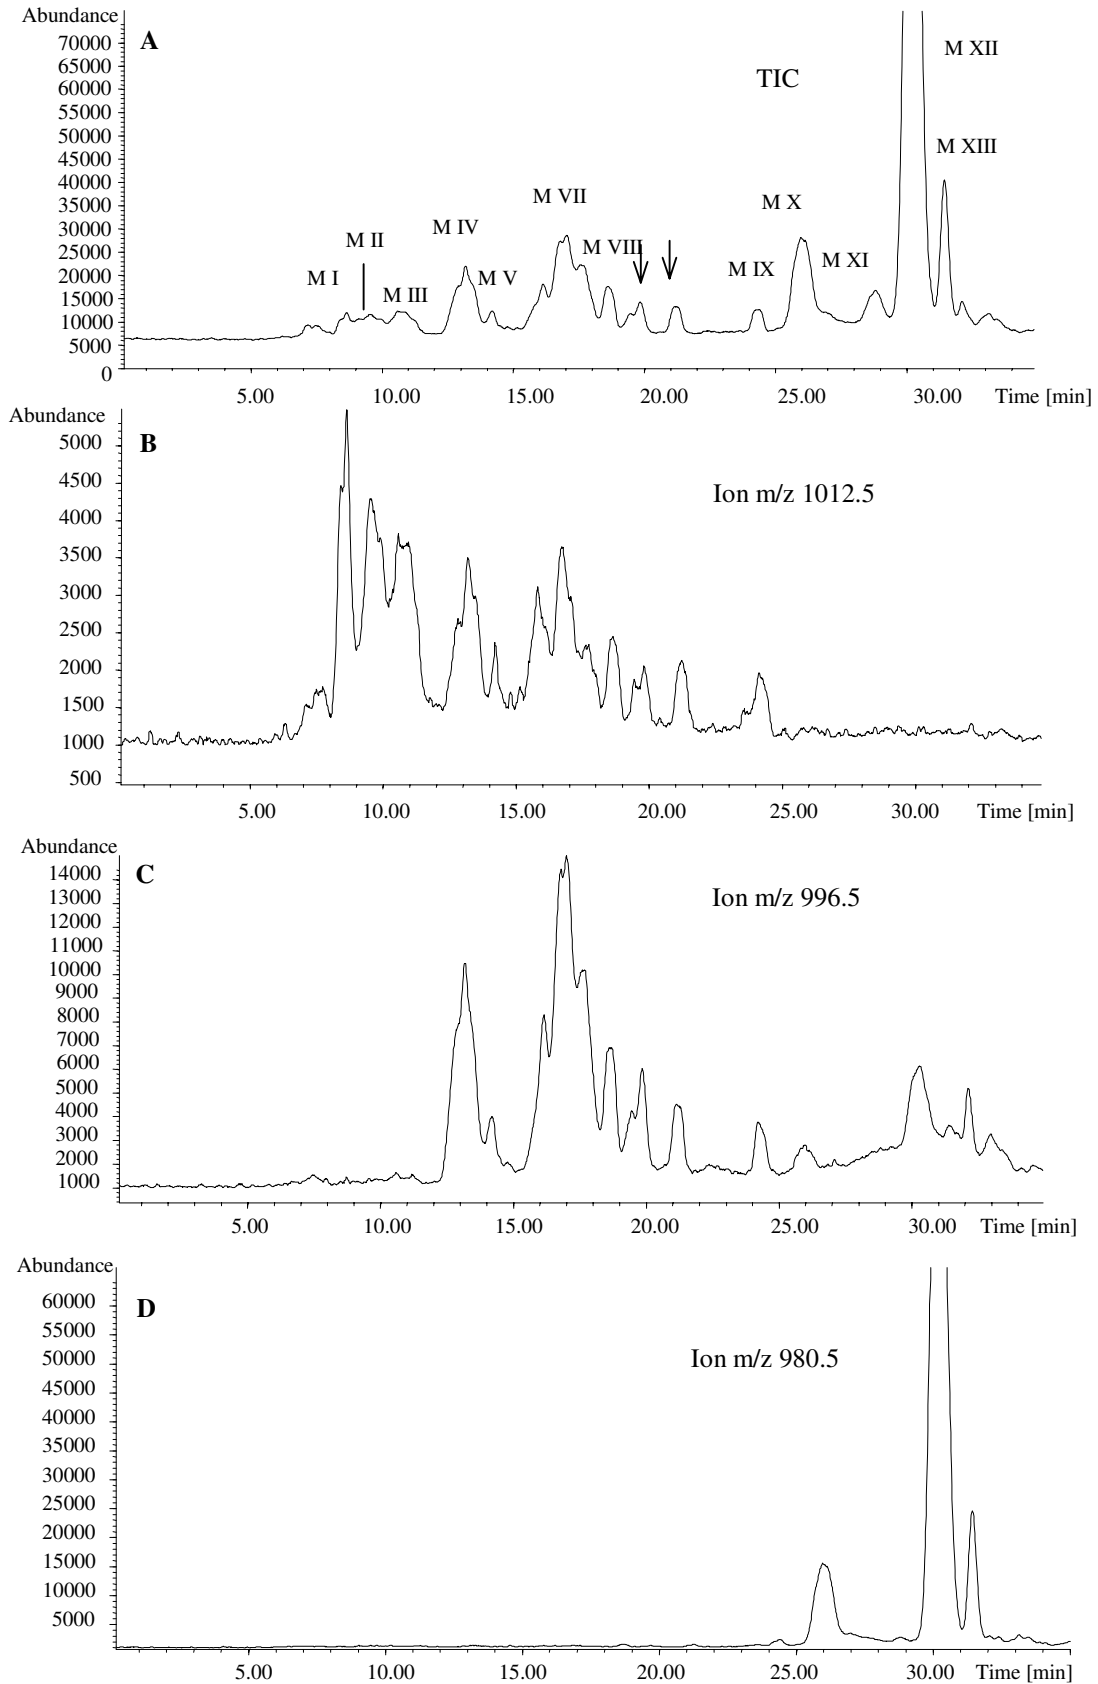 Abundance
A
70000
65000
60000
55000
50000
45000
40000
35000
30000
25000
20000
15000
10000
5000
0
TIC
M I
M II
M III
M IV
M V
M VII
M VIII
M IX
M X
M XI
M XII
M XIII
5.00 10.00 15.00 20.00 25.00 30.00 Time [min]
Abundance
B
Ion m/z 1012.5
5000
4500
4000
3500
3000
2500
2000
1500
1000
500
5.00 10.00 15.00 20.00 25.00 30.00 Time [min]
Abundance
C
Ion m/z 996.5
14000
13000
12000
11000
10000
9000
8000
7000
6000
5000
4000
3000
2000
1000
5.00 10.00 15.00 20.00 25.00 30.00 Time [min]
Abundance
D
Ion m/z 980.5
60000
55000
50000
45000
40000
35000
30000
25000
20000
15000
10000
5000
5.00 10.00 15.00 20.00 25.00 30.00 Time [min]